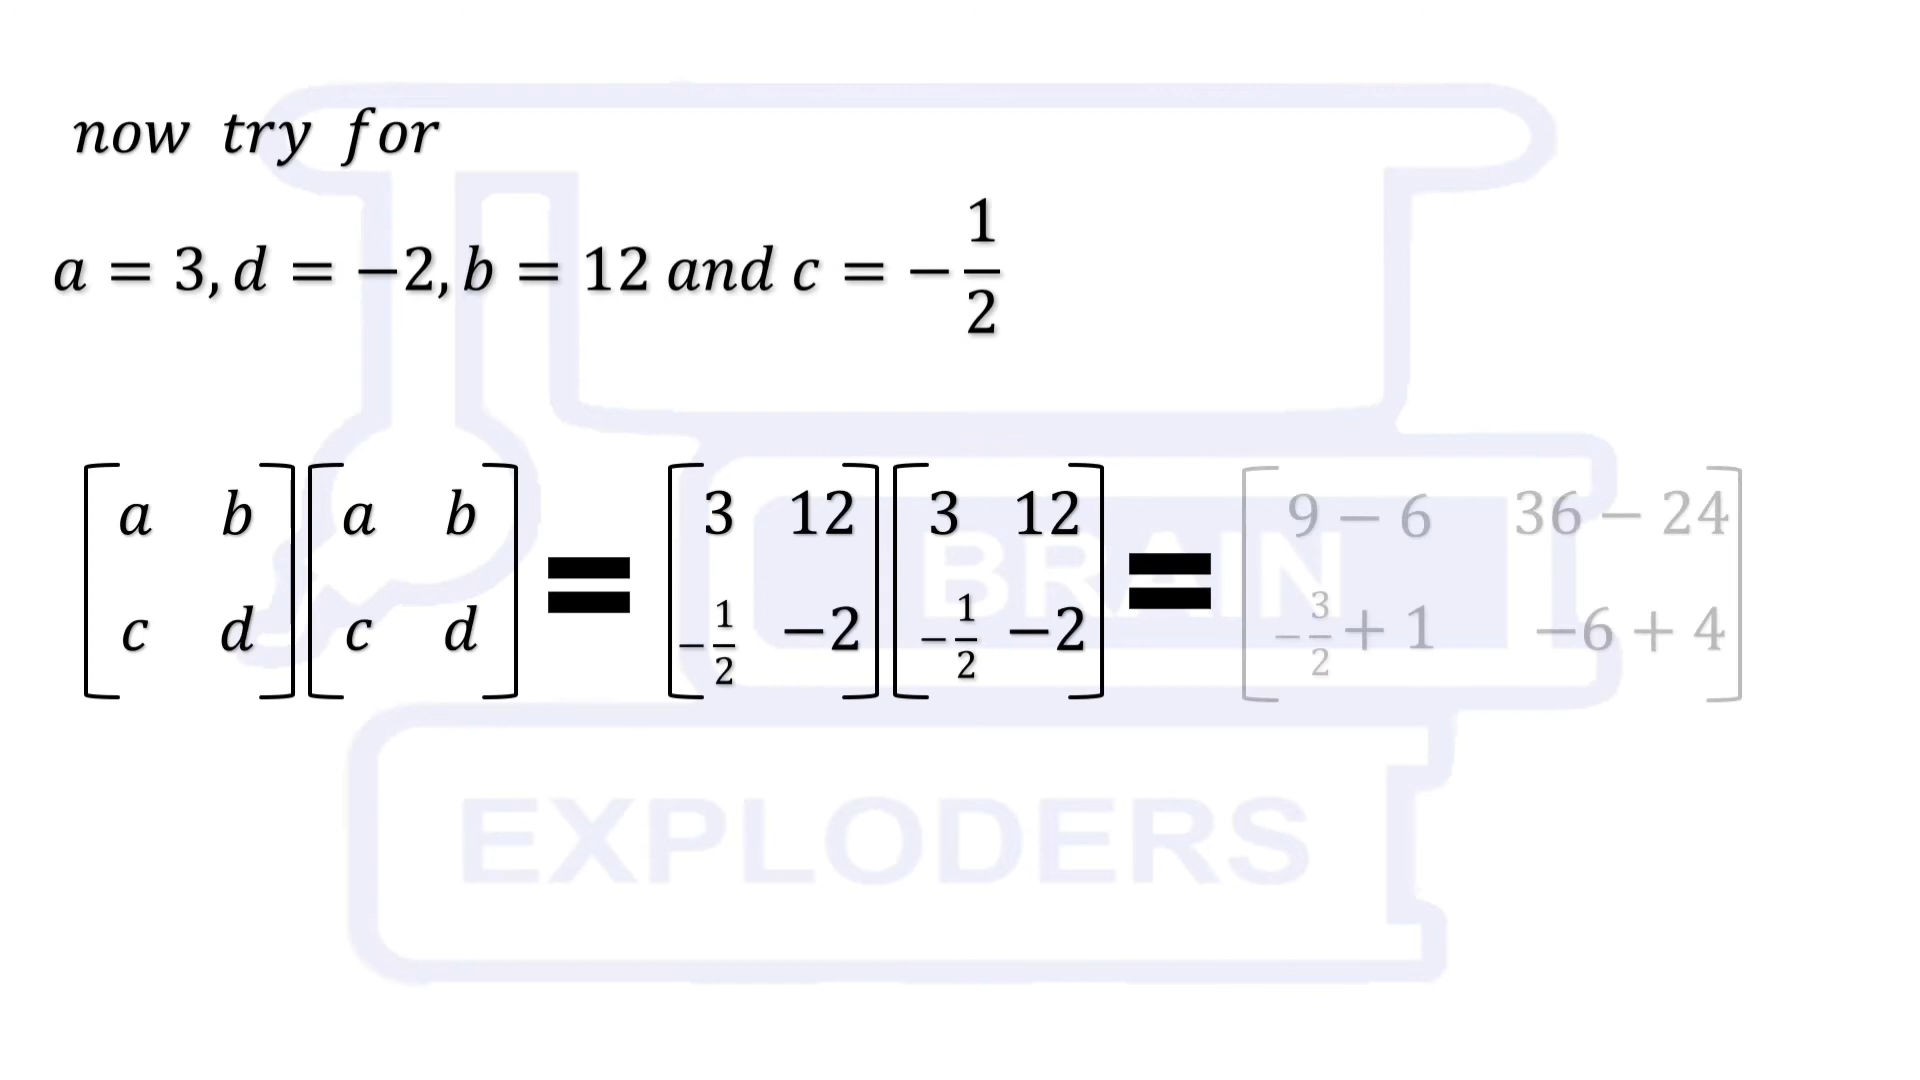 now try for
a = 3, d = −2, b = 12 and c = −1/2
[a b; c d] [a b; c d] = [3 12; −1/2 −2] [3 12; −1/2 −2] = [9 − 6 36 − 24; −3/2 + 1 −6 + 4]
BRAIN
EXPLODERS